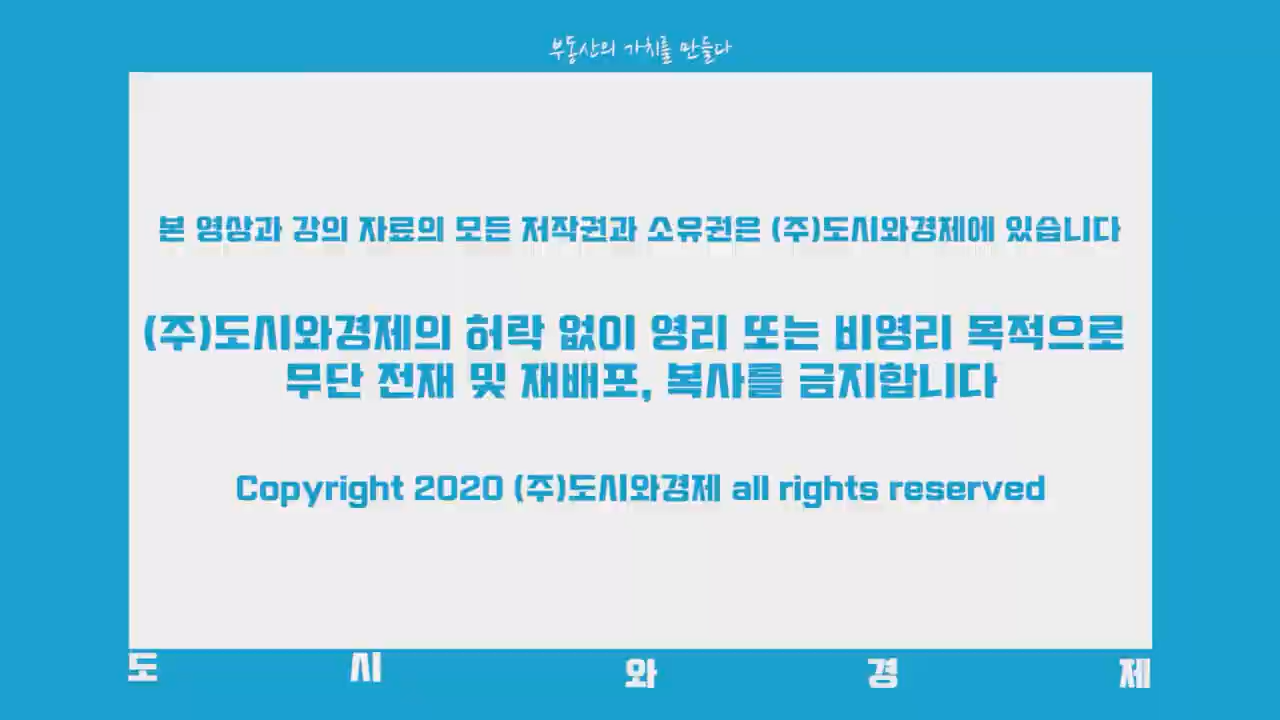 부동산의 가치를 만들다
본 영상과 강의 자료의 모든 저작권과 소유권은 (주)도시와경제에 있습니다
(주)도시와경제의 허락 없이 영리 또는 비영리 목적으로
무단 전재 및 재배포, 복사를 금지합니다
Copyright 2020 (주)도시와경제 all rights reserved
도 시 와 경 제